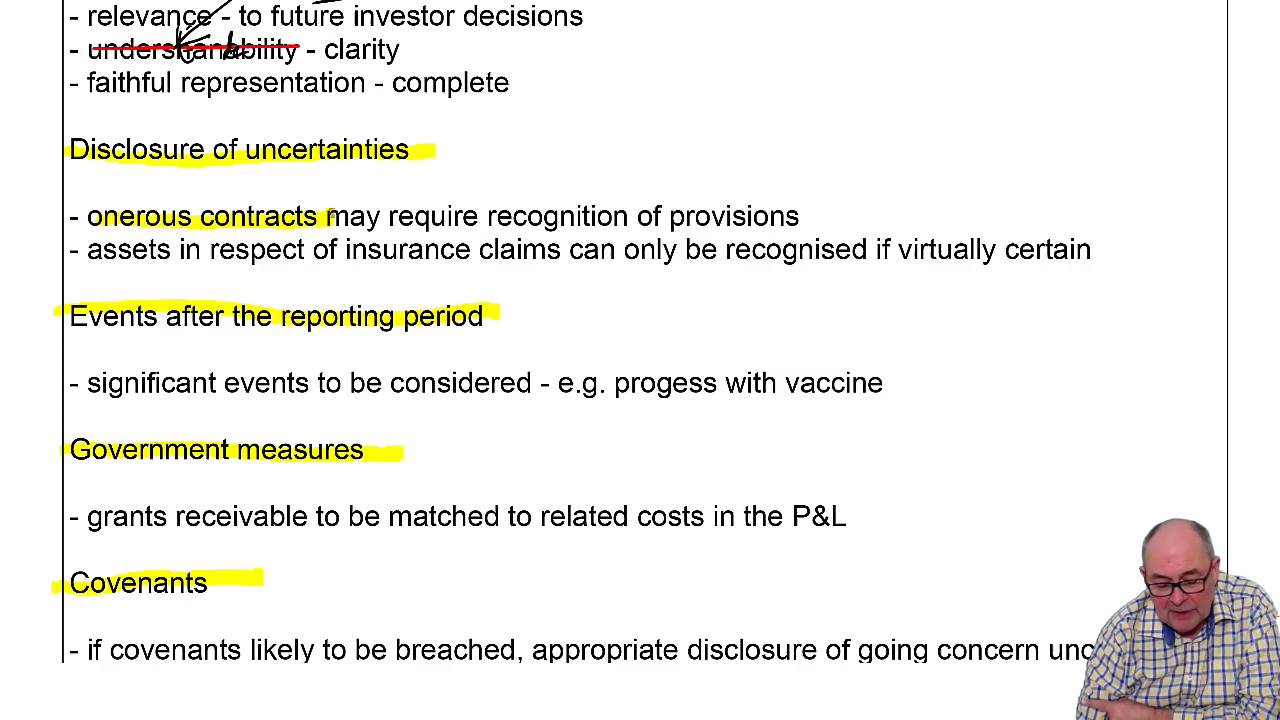 - relevance - to future investor decisions
- - clarity
- faithful representation - complete
Disclosure of uncertainties
- onerous contracts may require recognition of provisions
- assets in respect of insurance claims can only be recognised if virtually certain
Events after the reporting period
- significant events to be considered - e.g. progess with vaccine
Government measures
- grants receivable to be matched to related costs in the P&L
Covenants
- if covenants likely to be breached, appropriate disclosure of going concern